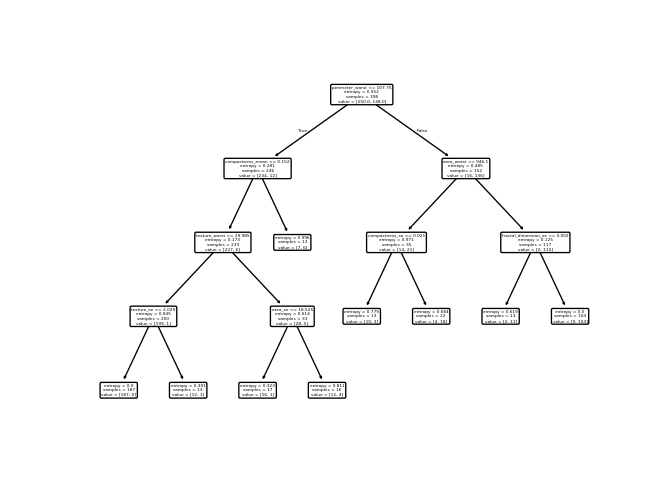 perimeter_worst <= 107.75
entropy = 0.952
samples = 398
value = [250.0, 148.0]
True
False
compactness_mean <= 0.152
entropy = 0.281
samples = 246
value = [234, 12]
area_worst <= 946.1
entropy = 0.485
samples = 152
value = [16, 136]
texture_worst <= 29.985
entropy = 0.173
samples = 233
value = [227, 6]
entropy = 0.996
samples = 13
value = [7, 6]
compactness_se <= 0.021
entropy = 0.971
samples = 35
value = [14, 21]
fractal_dimension_se <= 0.002
entropy = 0.125
samples = 117
value = [2, 115]
texture_se <= 2.029
entropy = 0.045
samples = 200
value = [199, 1]
area_se <= 18.525
entropy = 0.614
samples = 33
value = [28, 5]
entropy = 0.779
samples = 13
value = [10, 3]
entropy = 0.684
samples = 22
value = [4, 18]
entropy = 0.619
samples = 13
value = [2, 11]
entropy = 0.0
samples = 104
value = [0, 104]
entropy = 0.0
samples = 187
value = [187, 0]
entropy = 0.391
samples = 13
value = [12, 1]
entropy = 0.323
samples = 17
value = [16, 1]
entropy = 0.811
samples = 16
value = [12, 4]